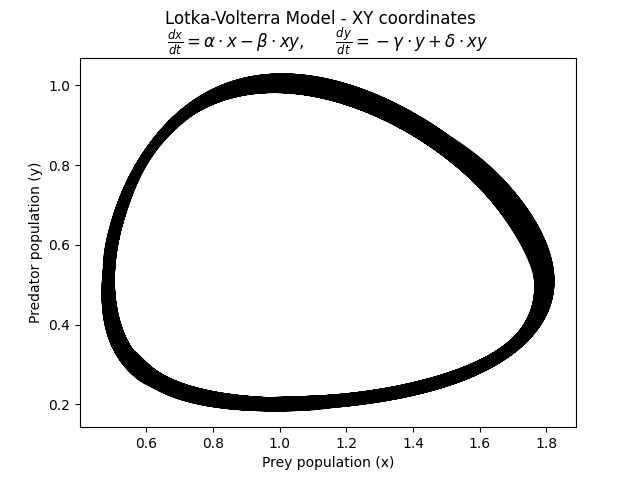 Lotka-Volterra Model - XY coordinates
dx/dt = α · x − β · xy,    dy/dt = −γ · y + δ · xy
1.0
0.8
0.6
0.4
0.2
Predator population (y)
0.6 0.8 1.0 1.2 1.4 1.6 1.8
Prey population (x)